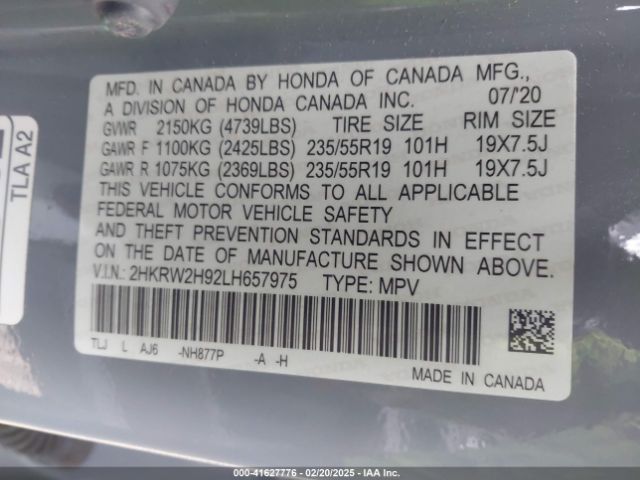 MFD. IN CANADA BY HONDA OF CANADA MFG.,
A DIVISION OF HONDA CANADA INC. 07/'20
GVWR 2150KG (4739LBS) TIRE SIZE RIM SIZE
GAWR F 1100KG (2425LBS) 235/55R19 101H 19X7.5J
GAWR R 1075KG (2369LBS) 235/55R19 101H 19X7.5J
THIS VEHICLE CONFORMS TO ALL APPLICABLE
FEDERAL MOTOR VEHICLE SAFETY
AND THEFT PREVENTION STANDARDS IN EFFECT
ON THE DATE OF MANUFACTURE SHOWN ABOVE.
V.I.N.: 2HKRW2H92LH657975 TYPE: MPV
TLJ L AJ6 -NH877P -A -H
MADE IN CANADA
TLA A2
000-41627776 — 02/20/2025 — IAA Inc.